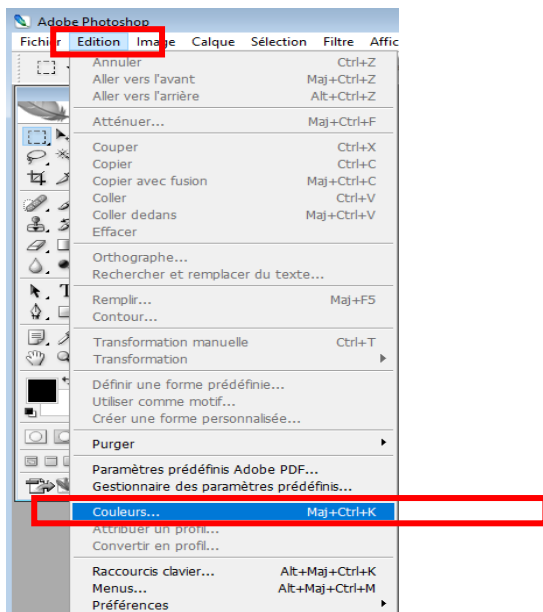 Adobe Photoshop
Fichier Edition Image Calque Sélection Filtre Affic
Annuler Ctrl+Z
Aller vers l'avant Maj+Ctrl+Z
Aller vers l'arrière Alt+Ctrl+Z
Atténuer... Maj+Ctrl+F
Couper Ctrl+X
Copier Ctrl+C
Copier avec fusion Maj+Ctrl+C
Coller Ctrl+V
Coller dedans Maj+Ctrl+V
Effacer
Orthographe...
Rechercher et remplacer du texte...
Remplir... Maj+F5
Contour...
Transformation manuelle Ctrl+T
Transformation
Définir une forme prédéfinie...
Utiliser comme motif...
Créer une forme personnalisée...
Purger
Paramètres prédéfinis Adobe PDF...
Gestionnaire des paramètres prédéfinis...
Couleurs... Maj+Ctrl+K
Attribuer un profil...
Convertir en profil...
Raccourcis clavier... Alt+Maj+Ctrl+K
Menus... Alt+Maj+Ctrl+M
Préférences